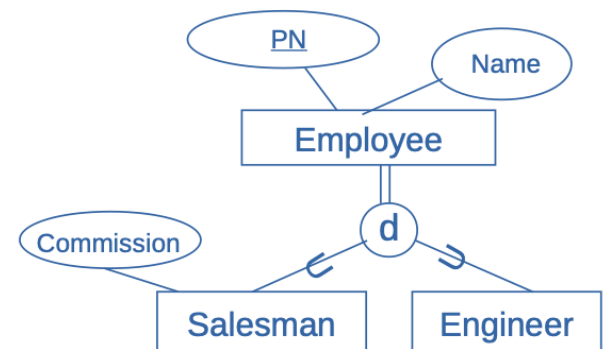 PN
Name
Employee
d
Commission
Salesman
Engineer